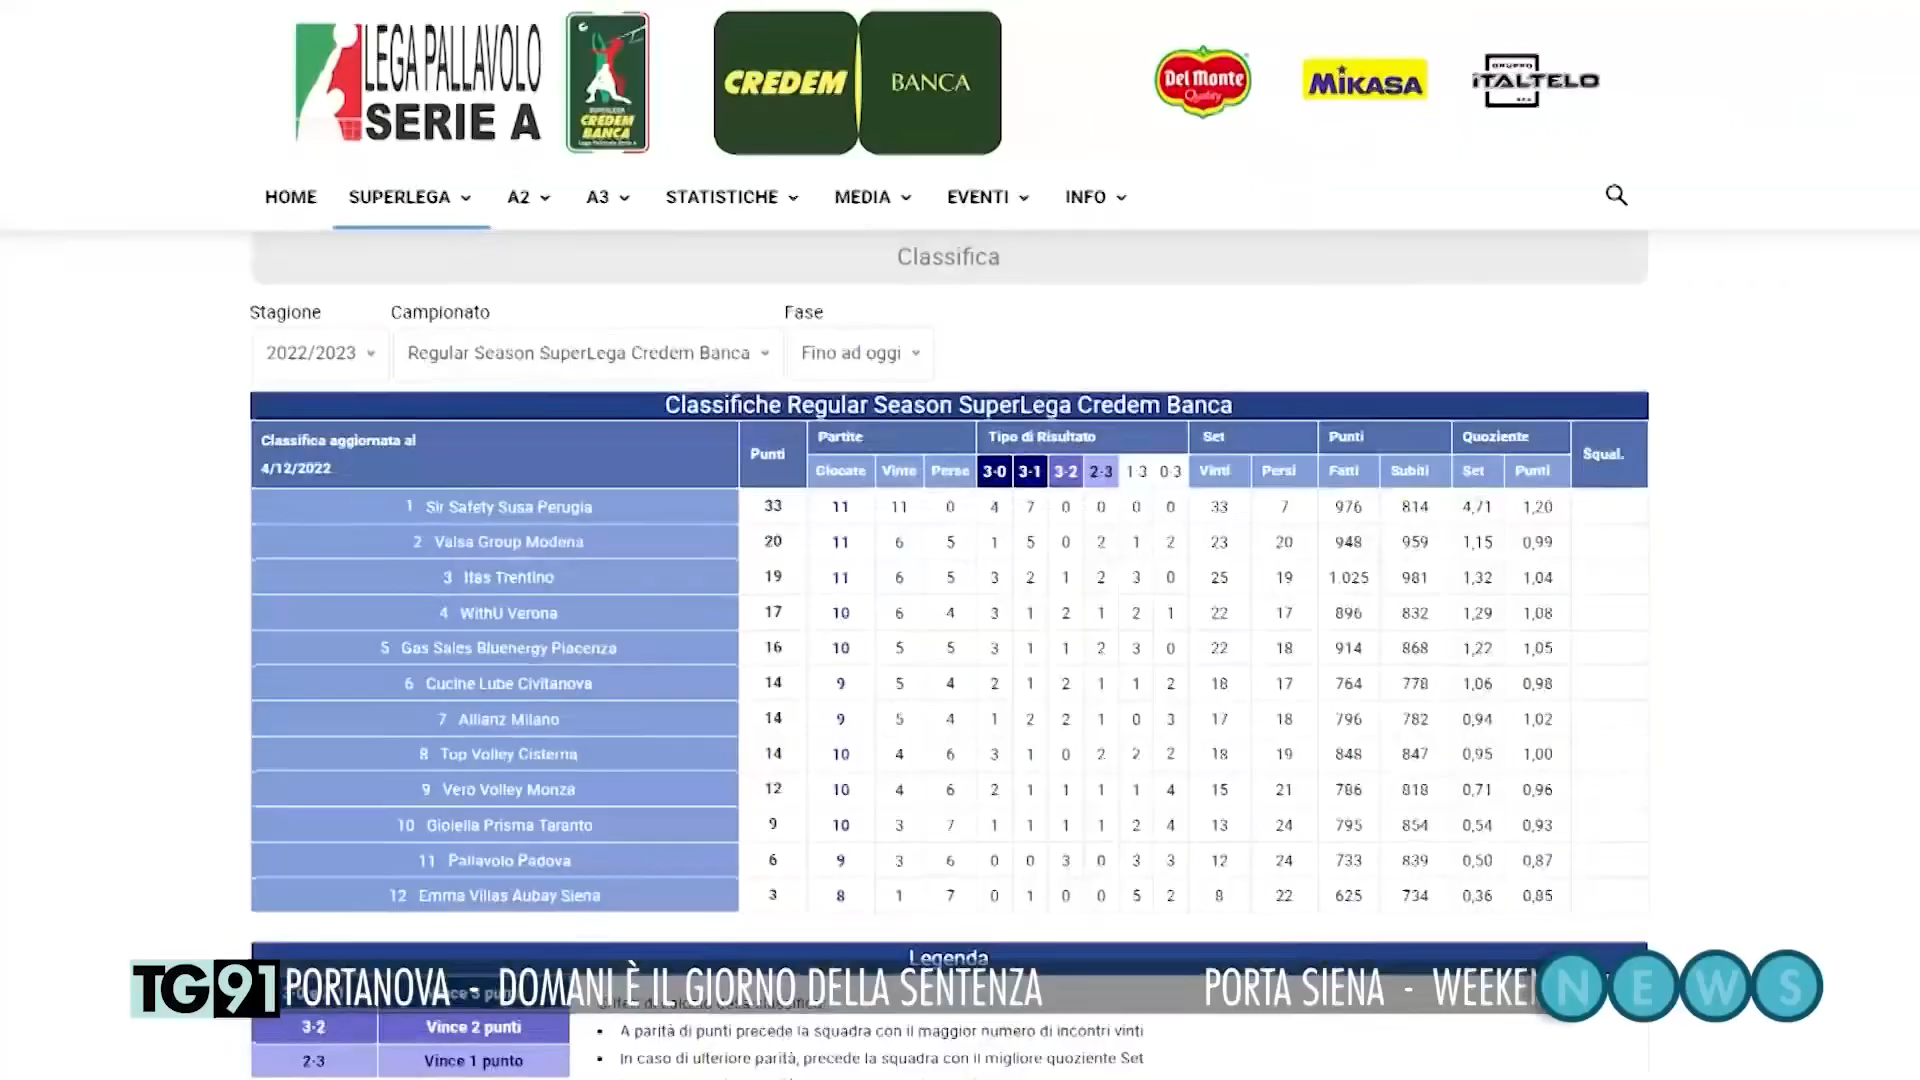 LEGA PALLAVOLO
SERIE A
SUPERLEGA
CREDEM
BANCA
Lega Pallavolo Serie A
CREDEM BANCA
Del Monte
Quality
MIKASA
GRUPPO
ITALTELO
SPA
HOME SUPERLEGA A2 A3 STATISTICHE MEDIA EVENTI INFO
Classifica
Stagione Campionato Fase
2022/2023 Regular Season SuperLega Credem Banca Fino ad oggi
Classifiche Regular Season SuperLega Credem Banca
Classifica aggiornata al 4/12/2022 Punti Partite Tipo di Risultato Set Punti Quoziente Squal.
Giocate Vinte Perse 3-0 3-1 3-2 2-3 1-3 0-3 Vinti Persi Fatti Subiti Set Punti
1 Sir Safety Susa Perugia 33 11 11 0 4 7 0 0 0 0 33 7 976 814 4,71 1,20
2 Valsa Group Modena 20 11 6 5 1 5 0 2 1 2 23 20 948 959 1,15 0,99
3 Itas Trentino 19 11 6 5 3 2 1 2 3 0 25 19 1.025 981 1,32 1,04
4 WithU Verona 17 10 6 4 3 1 2 1 2 1 22 17 896 832 1,29 1,08
5 Gas Sales Bluenergy Piacenza 16 10 5 5 3 1 1 2 3 0 22 18 914 868 1,22 1,05
6 Cucine Lube Civitanova 14 9 5 4 2 1 2 1 1 2 18 17 764 778 1,06 0,98
7 Allianz Milano 14 9 5 4 1 2 2 1 0 3 17 18 796 782 0,94 1,02
8 Top Volley Cisterna 14 10 4 6 3 1 0 2 2 2 18 19 848 847 0,95 1,00
9 Vero Volley Monza 12 10 4 6 2 1 1 1 1 4 15 21 786 818 0,71 0,96
10 Gioiella Prisma Taranto 9 10 3 7 1 1 1 1 2 4 13 24 795 854 0,54 0,93
11 Pallavolo Padova 6 9 3 6 0 0 3 0 3 3 12 24 733 839 0,50 0,87
12 Emma Villas Aubay Siena 3 8 1 7 0 1 0 0 5 2 8 22 625 734 0,36 0,85
Legenda
TG91 PORTANOVA - DOMANI È IL GIORNO DELLA SENTENZA PORTA SIENA - WEEKEN NEWS
3-2 Vince 2 punti
A parità di punti precede la squadra con il maggior numero di incontri vinti
2-3 Vince 1 punto
In caso di ulteriore parità, precede la squadra con il migliore quoziente Set